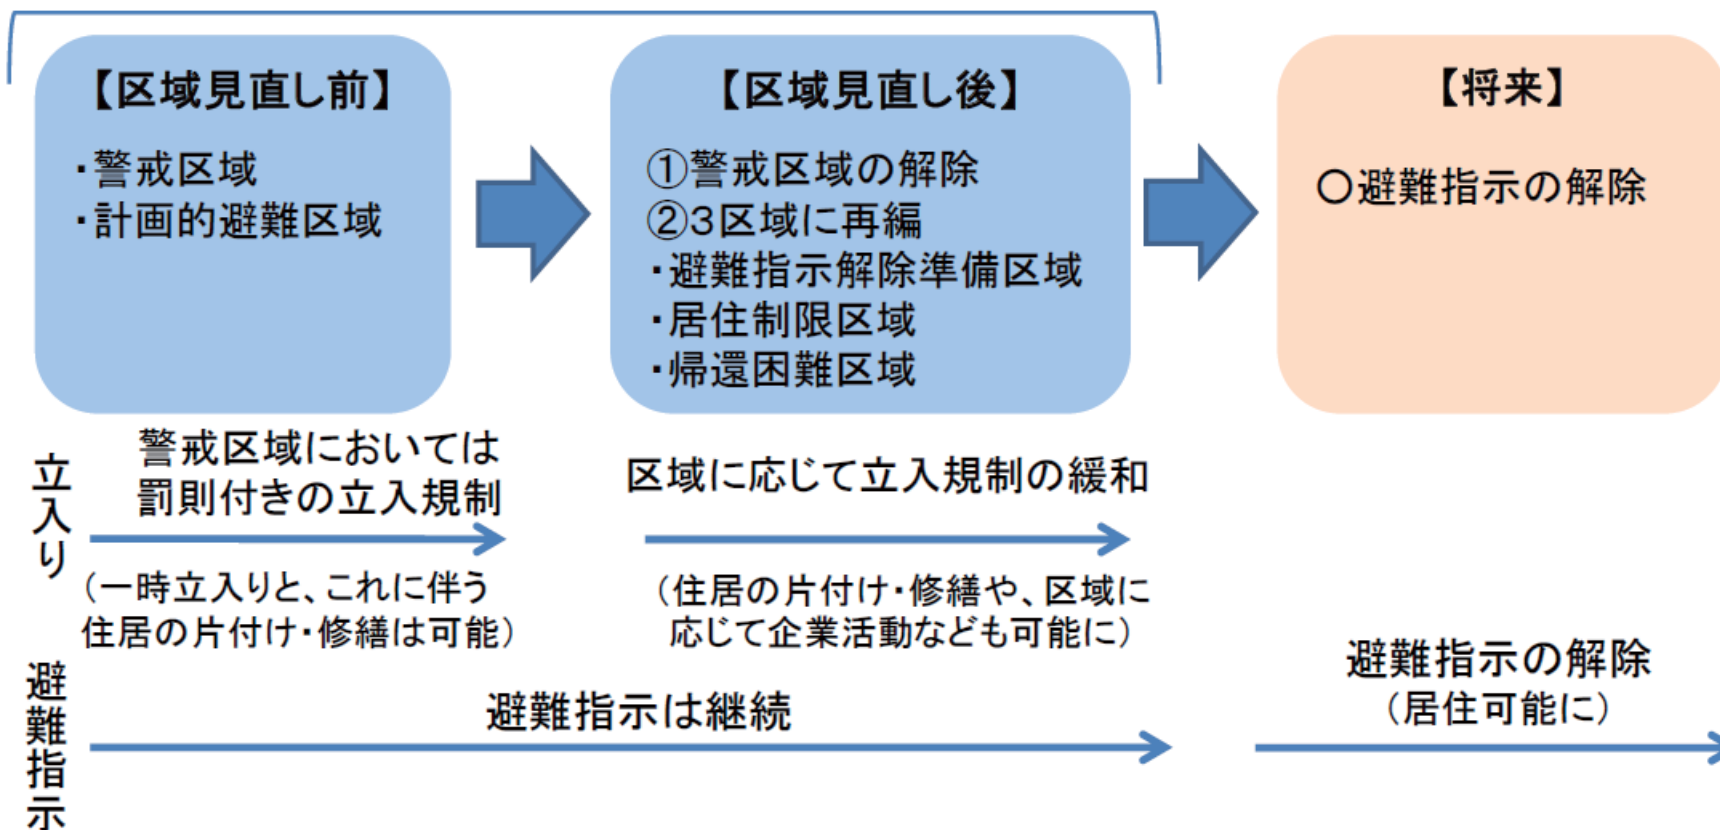 【区域見直し前】
・警戒区域
・計画的避難区域
【区域見直し後】
①警戒区域の解除
②3区域に再編
・避難指示解除準備区域
・居住制限区域
・帰還困難区域
【将来】
○避難指示の解除
立入り
警戒区域においては
罰則付きの立入規制
（一時立入りと、これに伴う
住居の片付け・修繕は可能）
区域に応じて立入規制の緩和
（住居の片付け・修繕や、区域に
応じて企業活動なども可能に）
避難指示
避難指示は継続
避難指示の解除
（居住可能に）